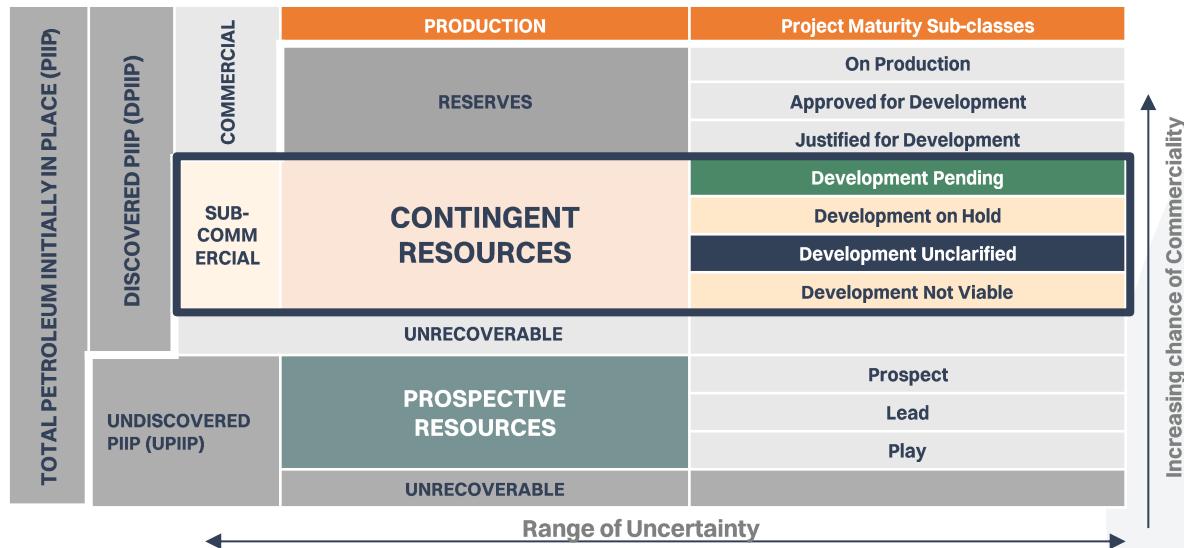 TOTAL PETROLEUM INITIALLY IN PLACE (PIIP)
DISCOVERED PIIP (DPIIP)
COMMERCIAL
PRODUCTION
Project Maturity Sub-classes
RESERVES
On Production
Approved for Development
Justified for Development
SUB-
COMM
ERCIAL
CONTINGENT
RESOURCES
Development Pending
Development on Hold
Development Unclarified
Development Not Viable
UNRECOVERABLE
UNDISCOVERED
PIIP (UPIIP)
PROSPECTIVE
RESOURCES
Prospect
Lead
Play
UNRECOVERABLE
Range of Uncertainty
Increasing chance of Commerciality